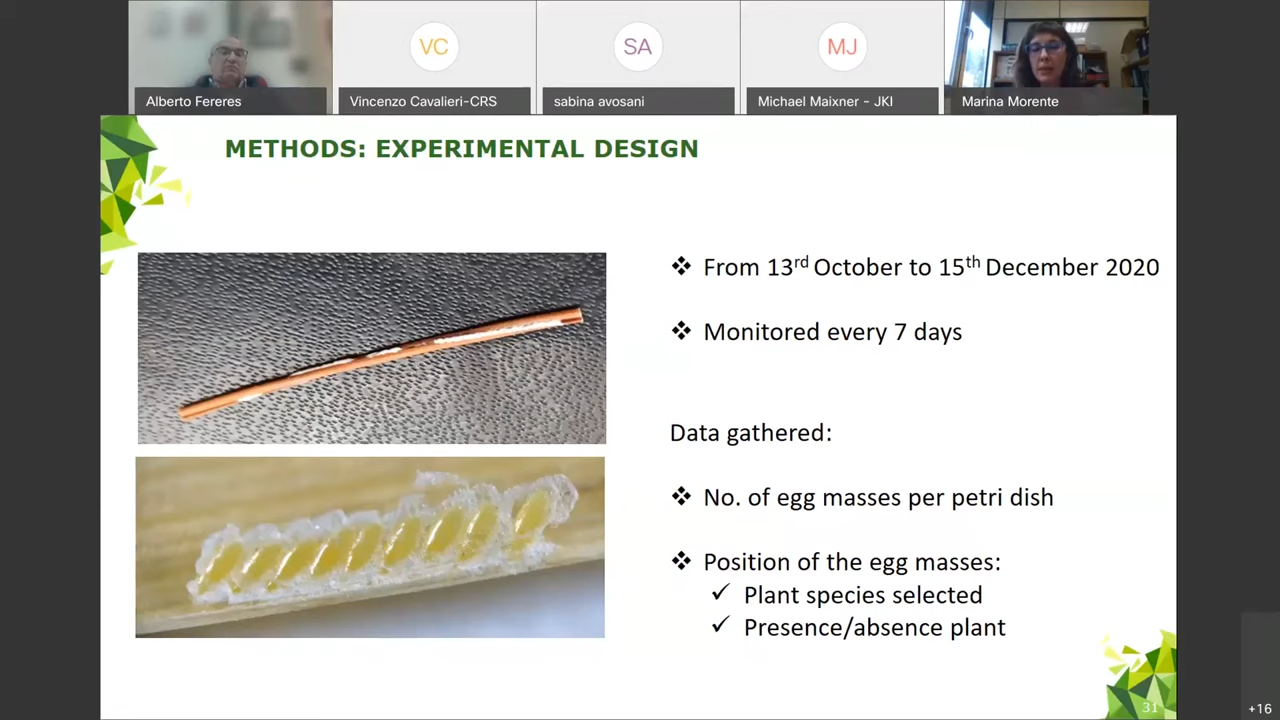 VC
SA
MJ
Alberto Fereres
Vincenzo Cavalieri-CRS
sabina avosani
Michael Maixner - JKI
Marina Morente
METHODS: EXPERIMENTAL DESIGN
❖ From 13rd October to 15th December 2020
❖ Monitored every 7 days
Data gathered:
❖ No. of egg masses per petri dish
❖ Position of the egg masses:
✓ Plant species selected
✓ Presence/absence plant
31
+16